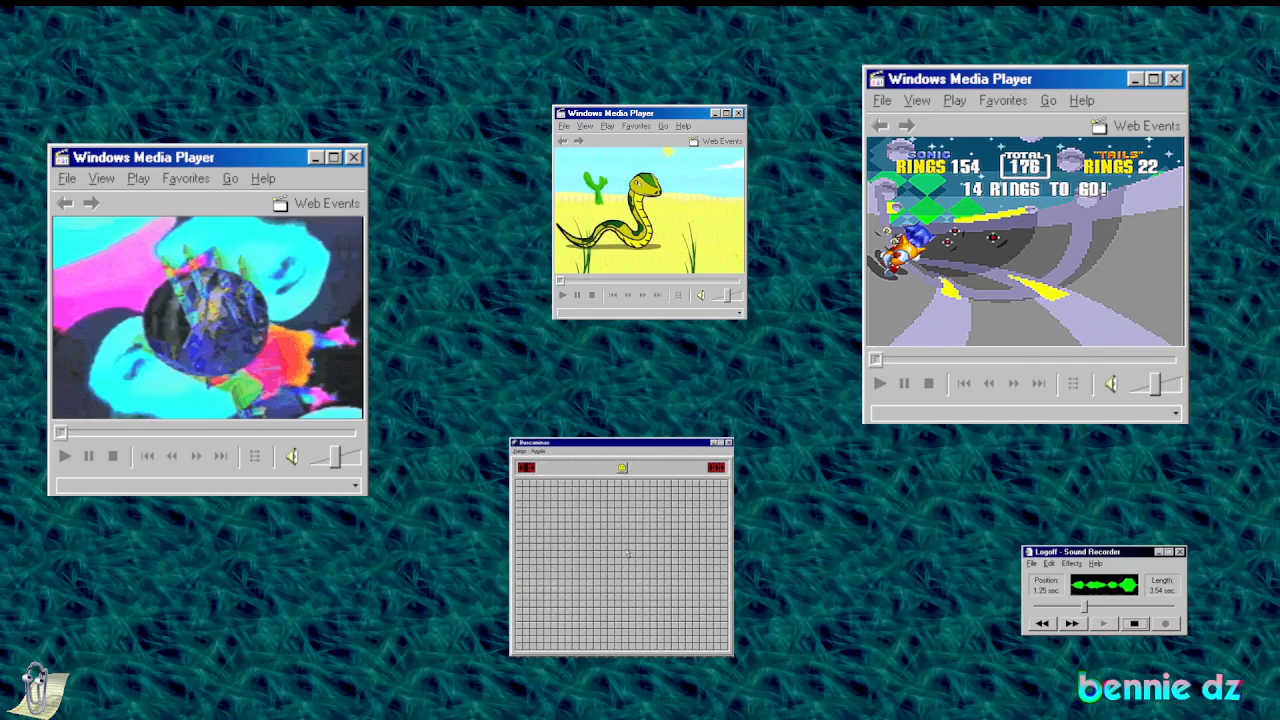 Windows Media Player
File View Play Favorites Go Help
Web Events
Windows Media Player
File View Play Favorites Go Help
Web Events
Windows Media Player
File View Play Favorites Go Help
Web Events
SONIC TOTAL "TAILS"
RINGS 154 176 RINGS 22
14 RINGS TO GO!
Buscaminas
Juego Ayuda
Logoff - Sound Recorder
File Edit Effects Help
Position: Length:
1.25 sec. 3.54 sec.
bennie dz